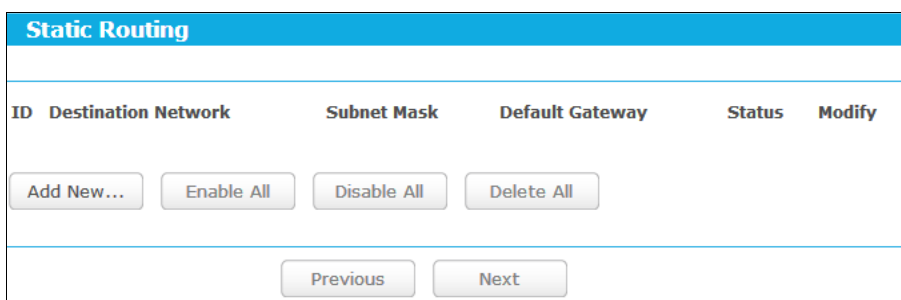 Static Routing
ID Destination Network Subnet Mask Default Gateway Status Modify
Add New... Enable All Disable All Delete All
Previous Next